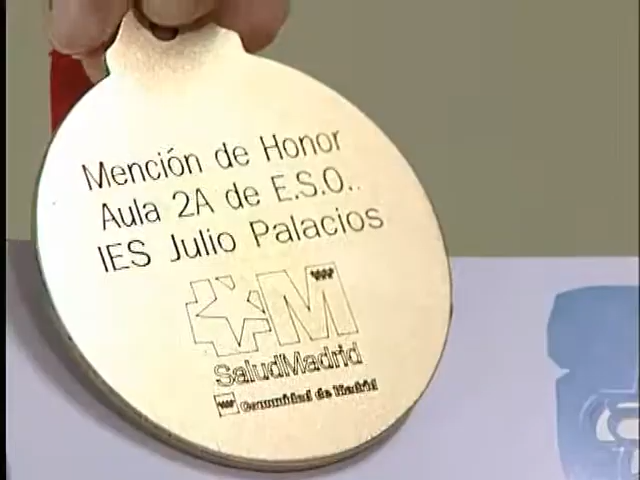 Mención de Honor
Aula 2A de E.S.O..
IES Julio Palacios
M
SaludMadrid
Comunidad de Madrid